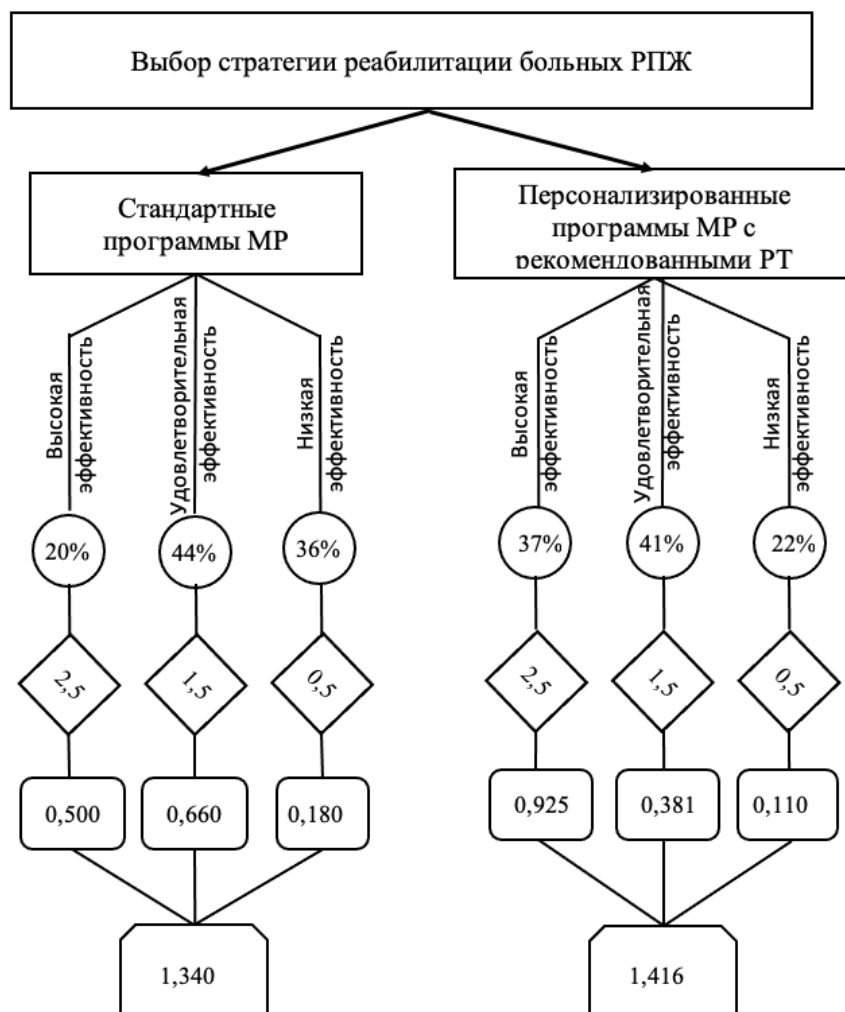 Выбор стратегии реабилитации больных РПЖ
Стандартные
программы МР
Персонализированные
программы МР с
рекомендованными РТ
Высокая
эффективность
Удовлетворительная
эффективность
Низкая
эффективность
Высокая
эффективность
Удовлетворительная
эффективность
Низкая
эффективность
20%
44%
36%
37%
41%
22%
2,5
1,5
0,5
2,5
1,5
0,5
0,500
0,660
0,180
0,925
0,381
0,110
1,340
1,416